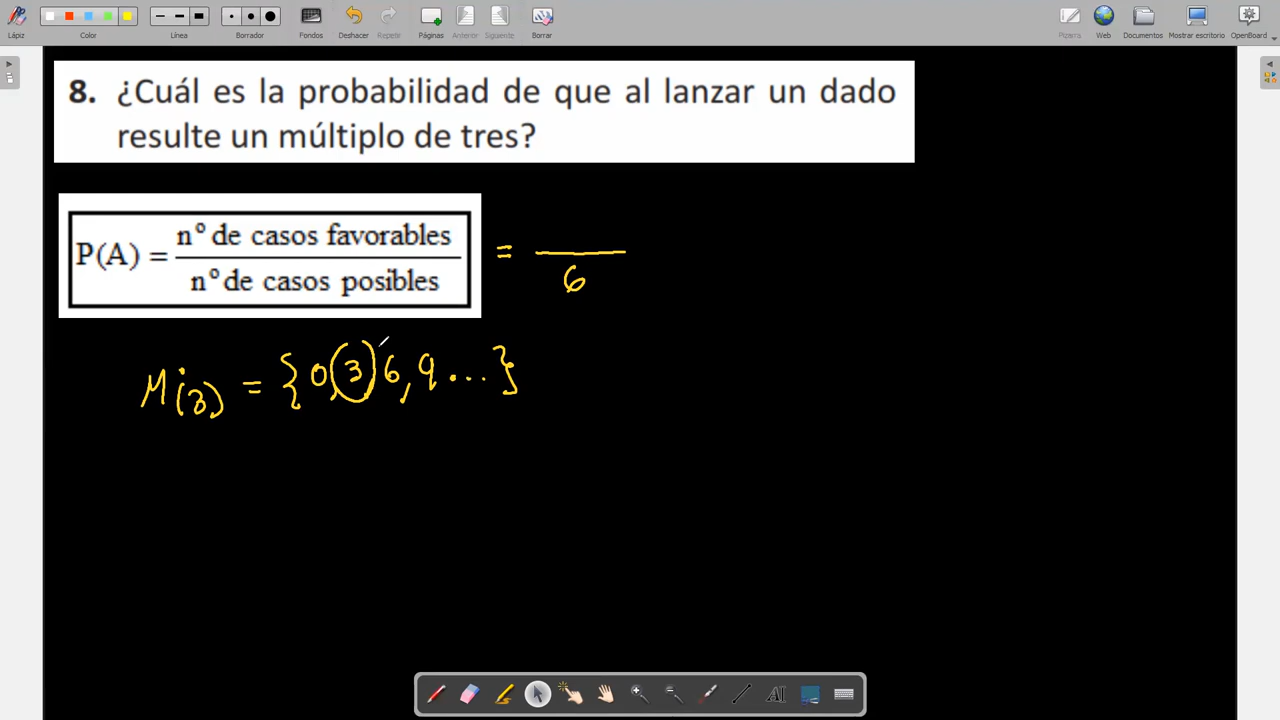 Lápiz
Color
Línea
Borrador
Fondos
Deshacer
Repetir
Páginas
Anterior
Siguiente
Borrar
Pizarra
Web
Documentos
Mostrar escritorio
OpenBoard
8. ¿Cuál es la probabilidad de que al lanzar un dado
resulte un múltiplo de tres?
P(A) = nº de casos favorables
nº de casos posibles
= 6
M(3) = {0,3,6,9...}
AI